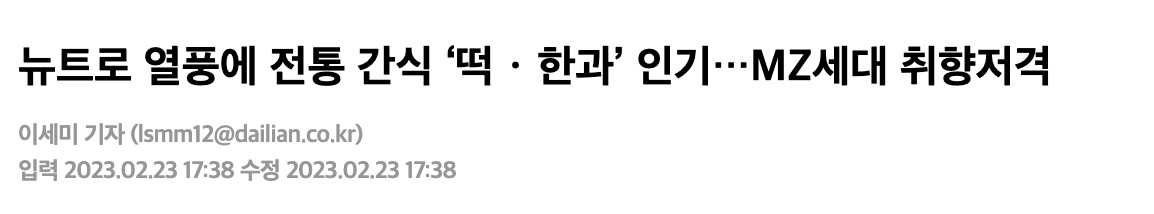 뉴트로 열풍에 전통 간식 ‘떡 · 한과’ 인기…MZ세대 취향저격
이세미 기자 (lsmm12@dailian.co.kr)
입력 2023.02.23 17:38 수정 2023.02.23 17:38